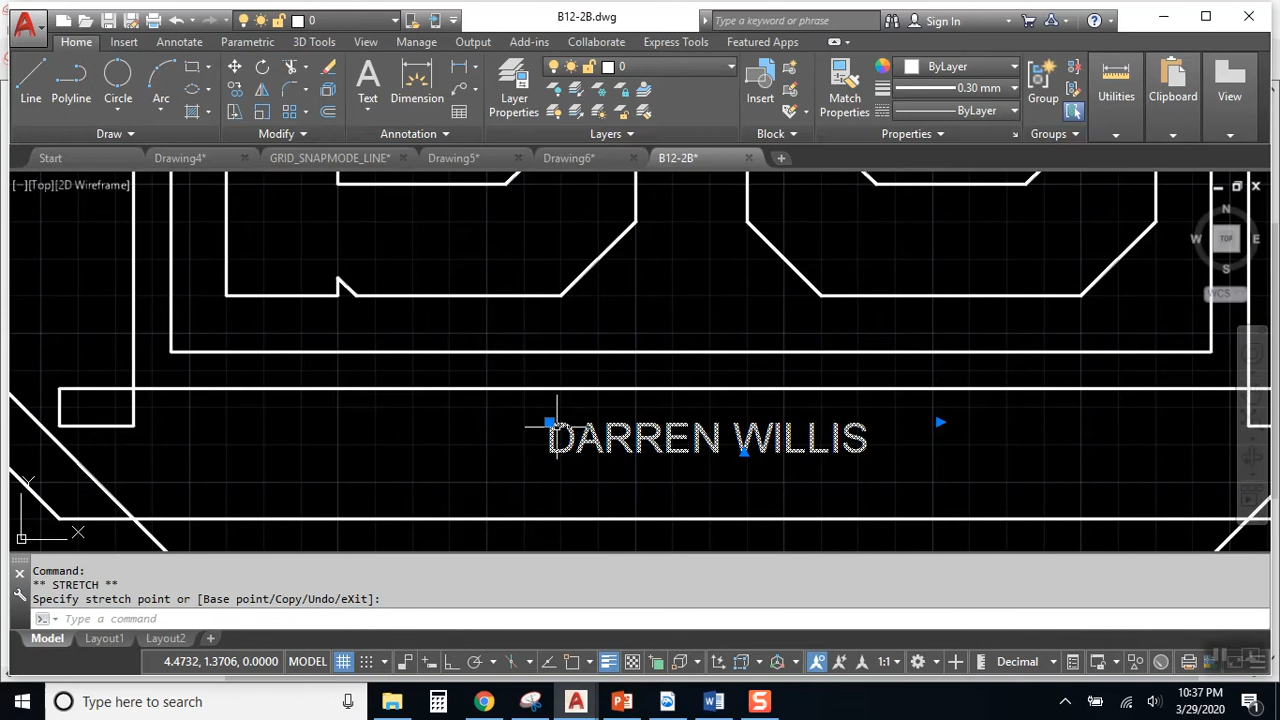 B12-2B.dwg
0
Type a keyword or phrase
Sign In
Home Insert Annotate Parametric 3D Tools View Manage Output Add-ins Collaborate Express Tools Featured Apps
Line Polyline Circle Arc
Text Dimension
Layer Properties
0
Insert
Match Properties
ByLayer
0.30 mm
ByLayer
Group Utilities Clipboard View
Draw Modify Annotation Layers Block Properties Groups
Start Drawing4* GRID_SNAPMODE_LINE* Drawing5* Drawing6* B12-2B*
[−][Top][2D Wireframe]
N
W TOP E
S
WCS
DARREN WILLIS
Y
X
Command:
** STRETCH **
Specify stretch point or [Base point/Copy/Undo/eXit]:
Type a command
Model Layout1 Layout2
4.4732, 1.3706, 0.0000 MODEL 1:1 Decimal
Type here to search
10:37 PM
3/29/2020
1